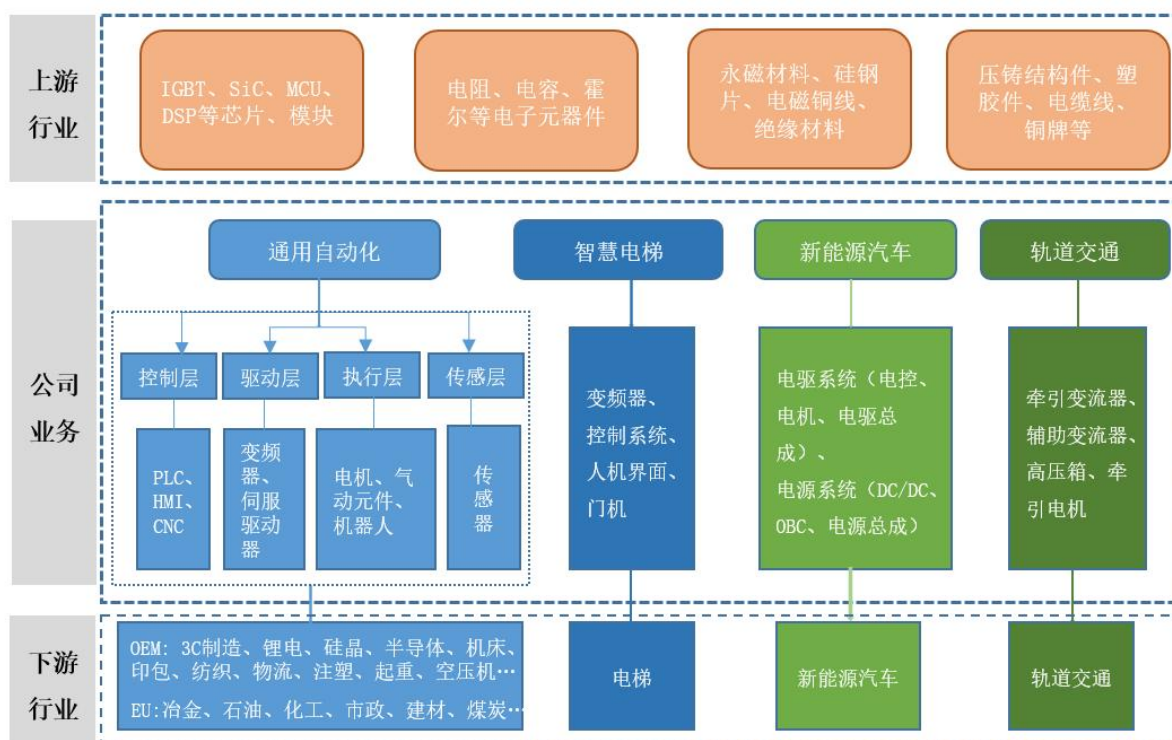 上游
行业
IGBT、SiC、MCU、
DSP等芯片、模块
电阻、电容、霍
尔等电子元器件
永磁材料、硅钢
片、电磁铜线、
绝缘材料
压铸结构件、塑
胶件、电缆线、
铜牌等
公司
业务
通用自动化
智慧电梯
新能源汽车
轨道交通
控制层
驱动层
执行层
传感层
PLC、
HMI、
CNC
变频
器、
伺服
驱动
器
电机、气
动元件、
机器人
传
感
器
变频器、
控制系统、
人机界面、
门机
电驱系统（电控、
电机、电驱总
成）、
电源系统（DC/DC、
OBC、电源总成）
牵引变流器、
辅助变流器、
高压箱、牵
引电机
下游
行业
OEM: 3C制造、锂电、硅晶、半导体、机床、
印包、纺织、物流、注塑、起重、空压机…
EU:冶金、石油、化工、市政、建材、煤炭…
电梯
新能源汽车
轨道交通